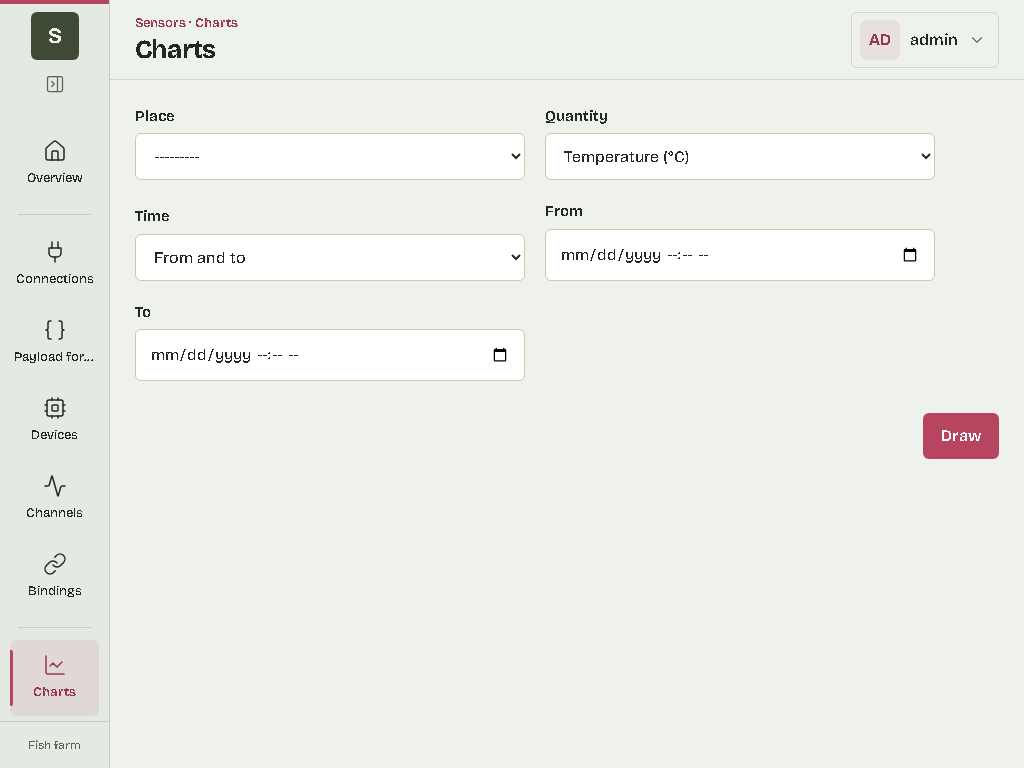 S
Sensors · Charts
Charts
AD admin
Overview
Connections
Payload for...
Devices
Channels
Bindings
Charts
Fish farm
Place
---------
Quantity
Temperature (°C)
Time
From and to
From
mm/dd/yyyy --:-- --
To
mm/dd/yyyy --:-- --
Draw